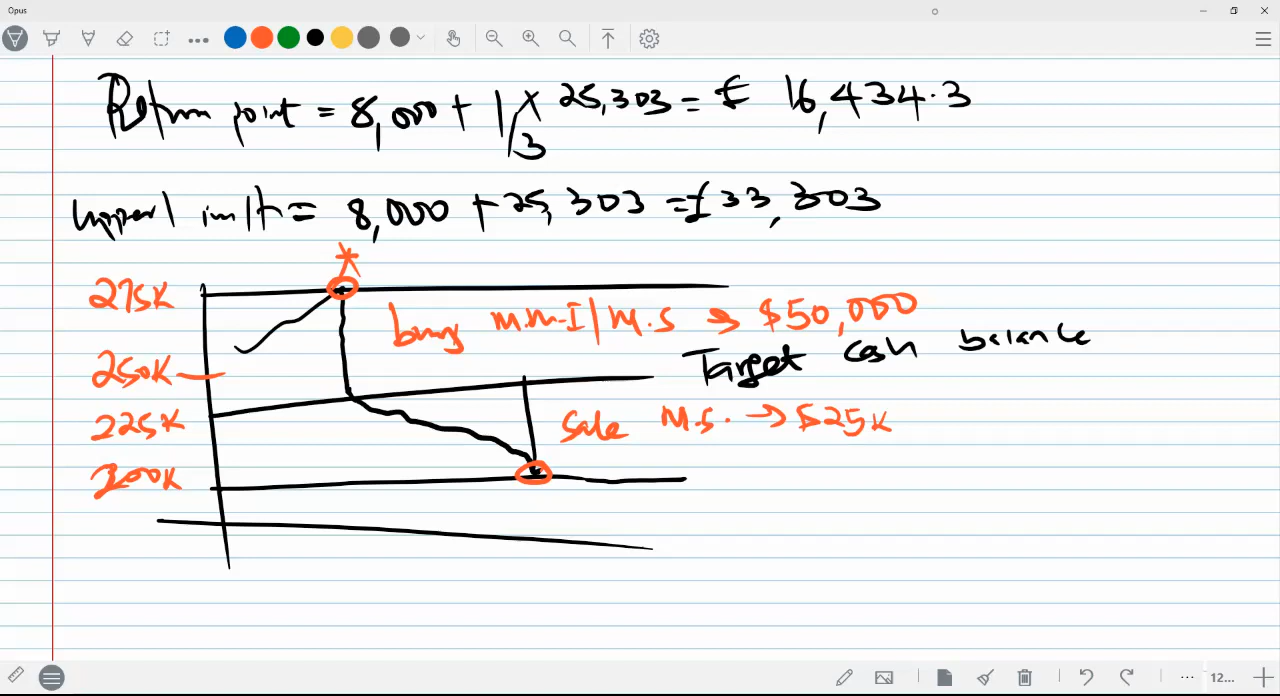 Opus
Return point = 8,000 + 1/3 × 25,303 = £ 16,434.3
upper limit = 8,000 + 25,303 = £33,303
275K
buy M.M.I/M.S → $50,000
Target cash balance
250K
225K
Sale M.S. → $25K
200K
12...